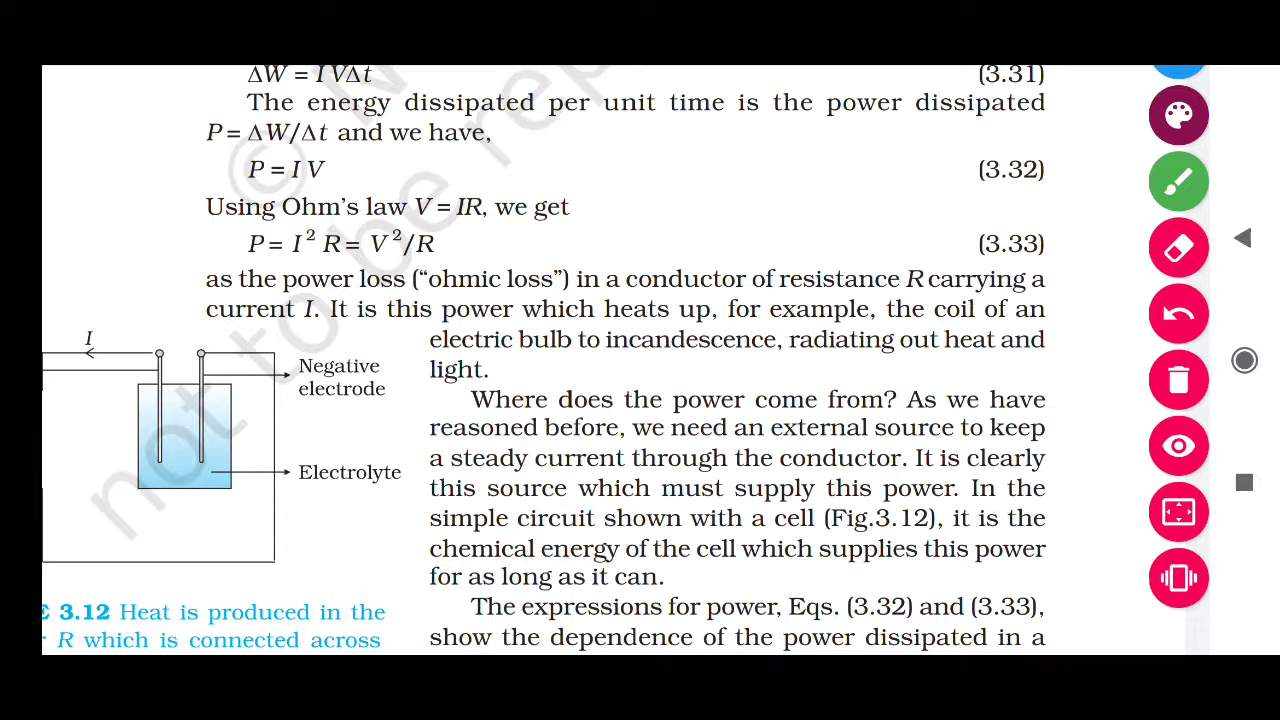 ΔW = I VΔt (3.31)
The energy dissipated per unit time is the power dissipated
P = ΔW/Δt and we have,
P = I V (3.32)
Using Ohm's law V = IR, we get
P = I² R = V²/R (3.33)
as the power loss (“ohmic loss”) in a conductor of resistance R carrying a
current I. It is this power which heats up, for example, the coil of an
electric bulb to incandescence, radiating out heat and
light.
I
Negative
electrode
Electrolyte
Where does the power come from? As we have
reasoned before, we need an external source to keep
a steady current through the conductor. It is clearly
this source which must supply this power. In the
simple circuit shown with a cell (Fig.3.12), it is the
chemical energy of the cell which supplies this power
for as long as it can.
The expressions for power, Eqs. (3.32) and (3.33),
show the dependence of the power dissipated in a
E 3.12 Heat is produced in the
r R which is connected across
© N
not to be rep